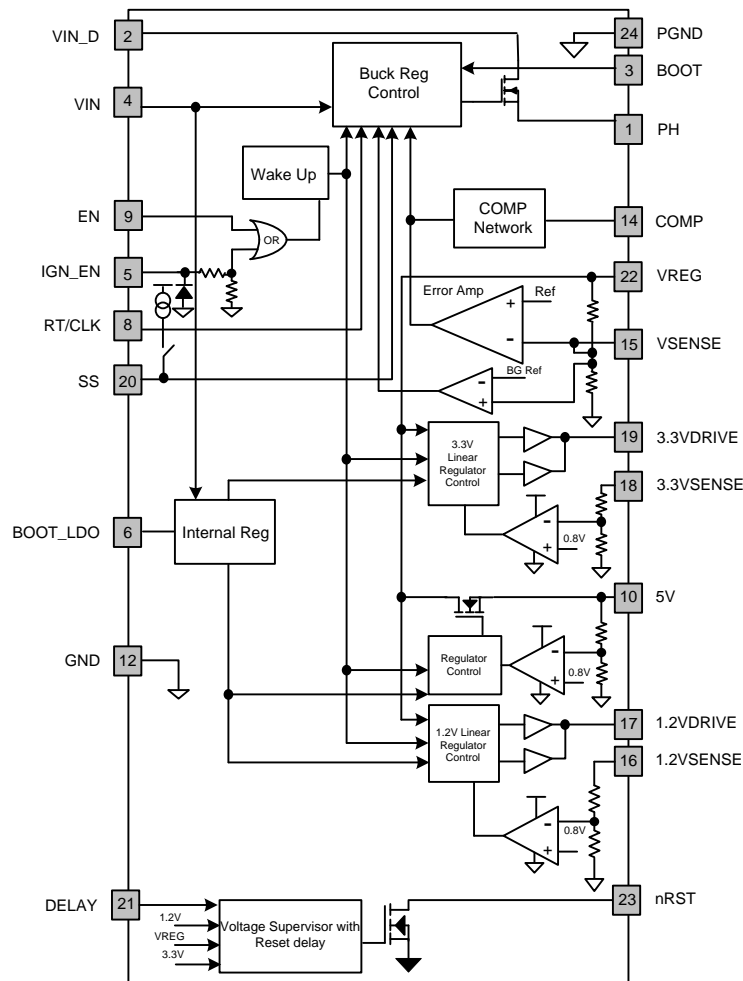 VIN_D
2
24
PGND
Buck Reg
Control
3
BOOT
VIN
4
1
PH
Wake Up
EN
9
OR
COMP
Network
14
COMP
IGN_EN
5
22
VREG
Error Amp
+
Ref
-
RT/CLK
8
15
VSENSE
SS
20
-
BG Ref
+
3.3V
Linear
Regulator
Control
19
3.3VDRIVE
18
3.3VSENSE
BOOT_LDO
6
Internal Reg
-
0.8V
+
10
5V
GND
12
Regulator
Control
-
0.8V
+
1.2V Linear
Regulator
Control
17
1.2VDRIVE
16
1.2VSENSE
-
0.8V
+
DELAY
21
23
nRST
1.2V
VREG
3.3V
Voltage Supervisor with
Reset delay